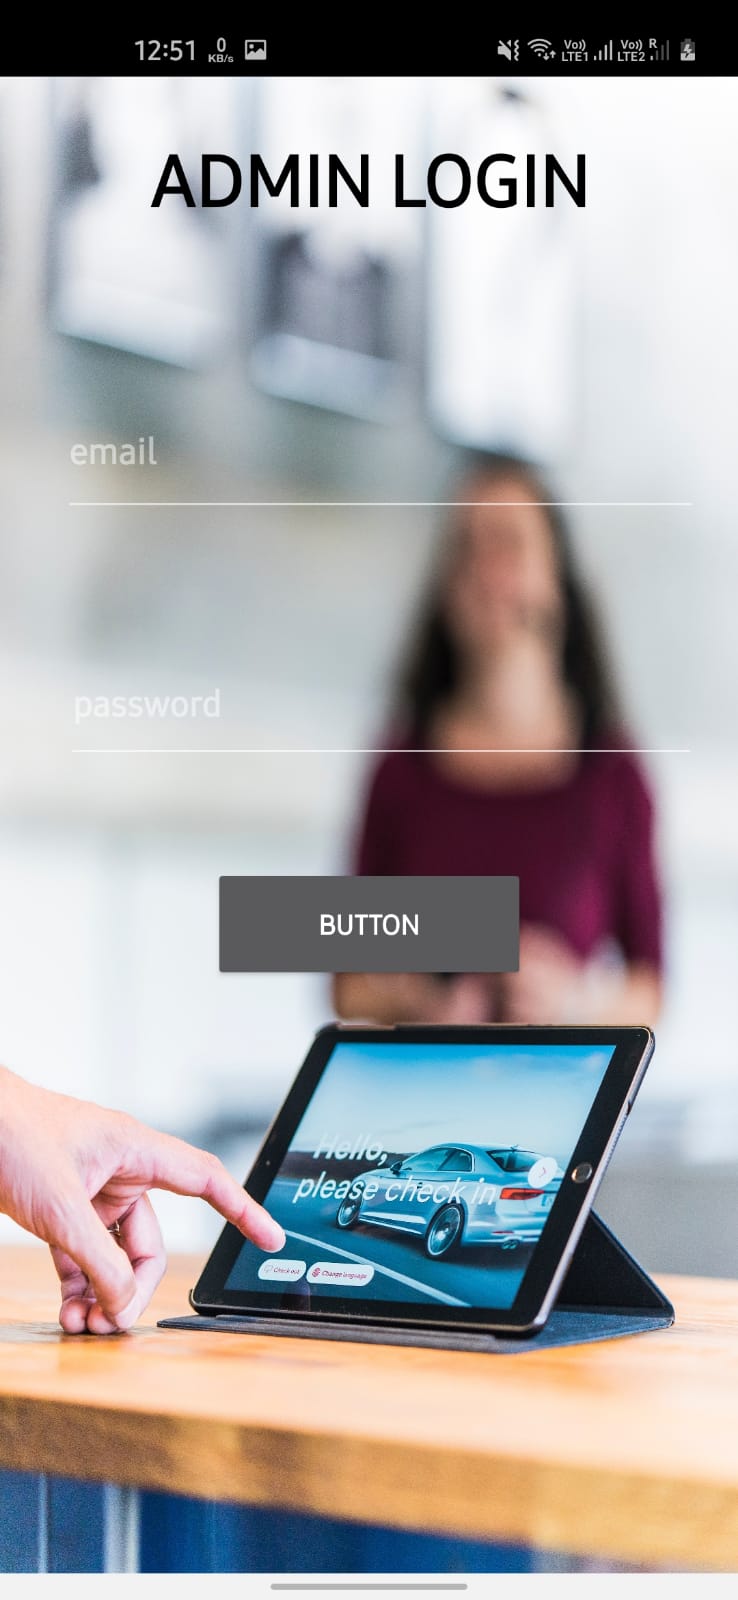 12:51 0 KB/s Vo)) LTE1 Vo)) LTE2 R
ADMIN LOGIN
email
password
BUTTON
Hello,
please check in
Check out Change language